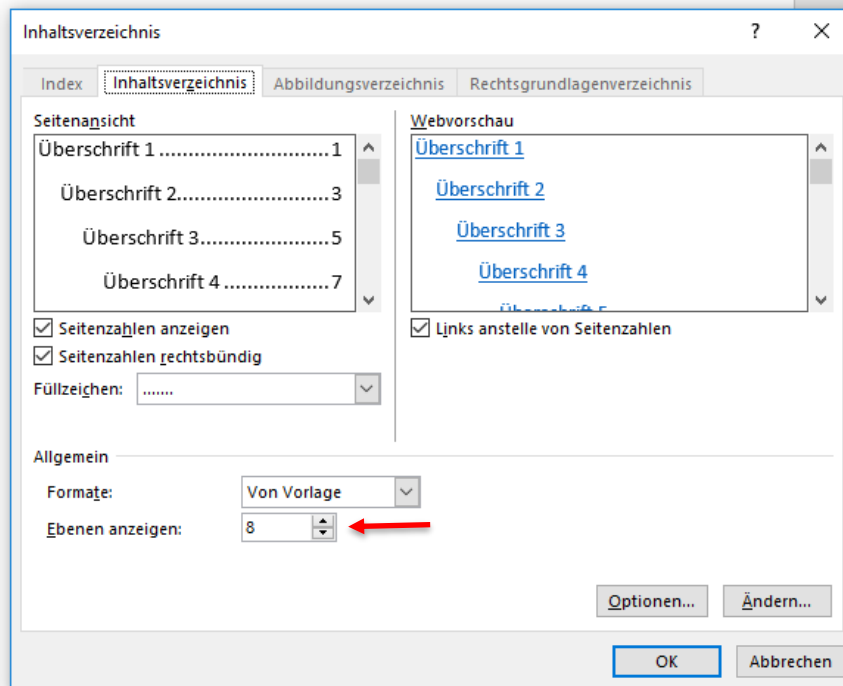 Inhaltsverzeichnis ?
Index Inhaltsverzeichnis Abbildungsverzeichnis Rechtsgrundlagenverzeichnis
Seitenansicht
Überschrift 1..............................1
Überschrift 2..........................3
Überschrift 3......................5
Überschrift 4..................7
Seitenzahlen anzeigen
Seitenzahlen rechtsbündig
Füllzeichen: .......
Webvorschau
Überschrift 1
Überschrift 2
Überschrift 3
Überschrift 4
Überschrift 5
Links anstelle von Seitenzahlen
Allgemein
Formate: Von Vorlage
Ebenen anzeigen: 8
Optionen... Ändern...
OK Abbrechen